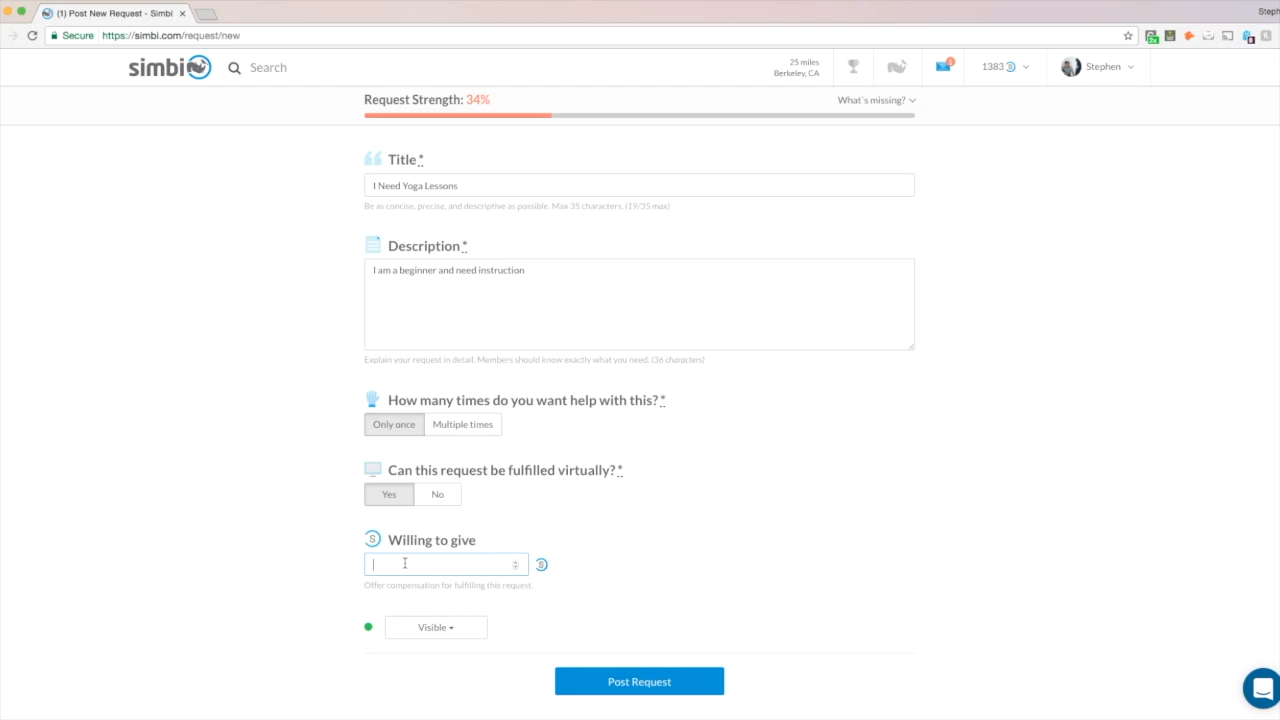 (1) Post New Request - Simbi
Steph
Secure https://simbi.com/request/new
simbi Search
25 miles
Berkeley, CA
1383 S
Stephen
Request Strength: 34%
What`s missing?
Title *
I Need Yoga Lessons
Be as concise, precise, and descriptive as possible. Max 35 characters. (19/35 max)
Description *
I am a beginner and need instruction
Explain your request in detail. Members should know exactly what you need. (36 characters)
How many times do you want help with this? *
Only once Multiple times
Can this request be fulfilled virtually? *
Yes No
S Willing to give
S
Offer compensation for fulfilling this request.
Visible
Post Request